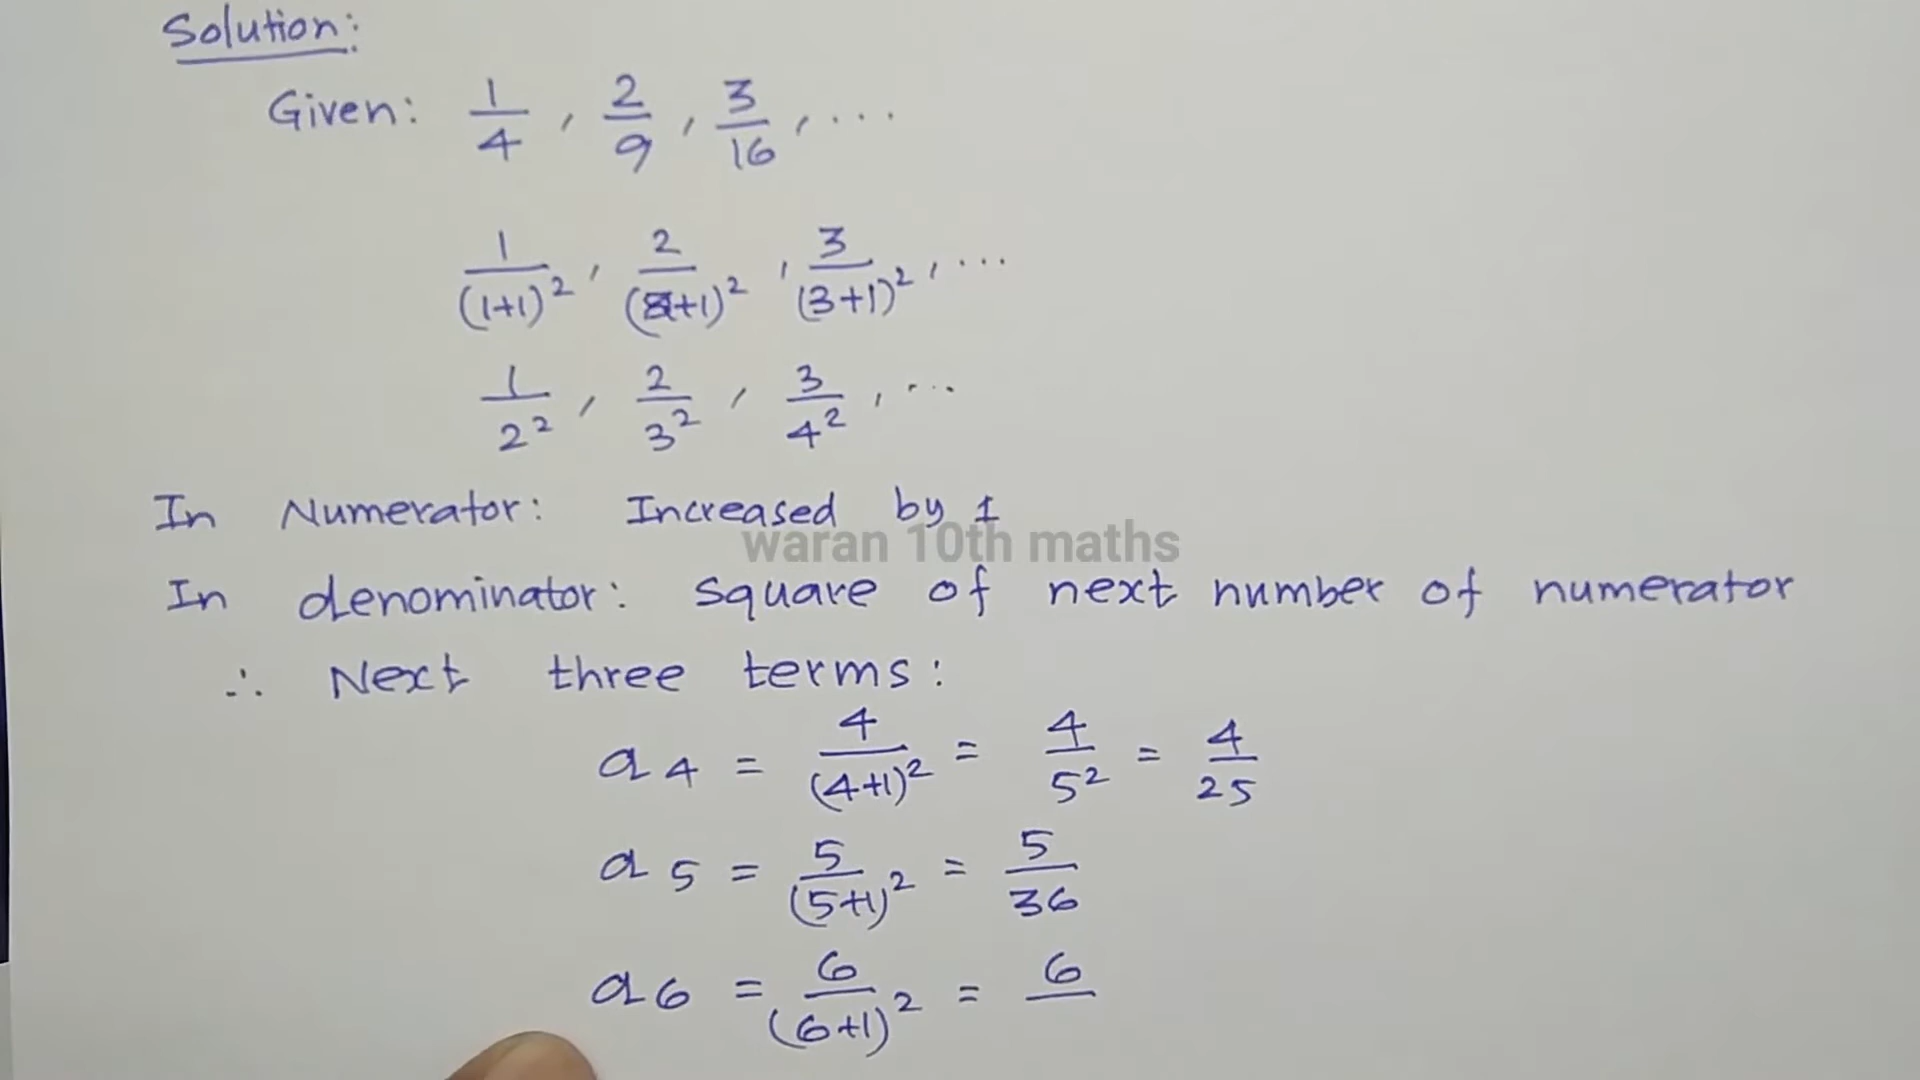 Solution:
Given: 1/4, 2/9, 3/16, ...
1/(1+1)², 2/(2+1)², 3/(3+1)², ...
1/2², 2/3², 3/4², ...
In Numerator: Increased by 1
waran 10th maths
In denominator: square of next number of numerator
∴ Next three terms:
a4 = 4/(4+1)² = 4/5² = 4/25
a5 = 5/(5+1)² = 5/36
a6 = 6/(6+1)² = 6/